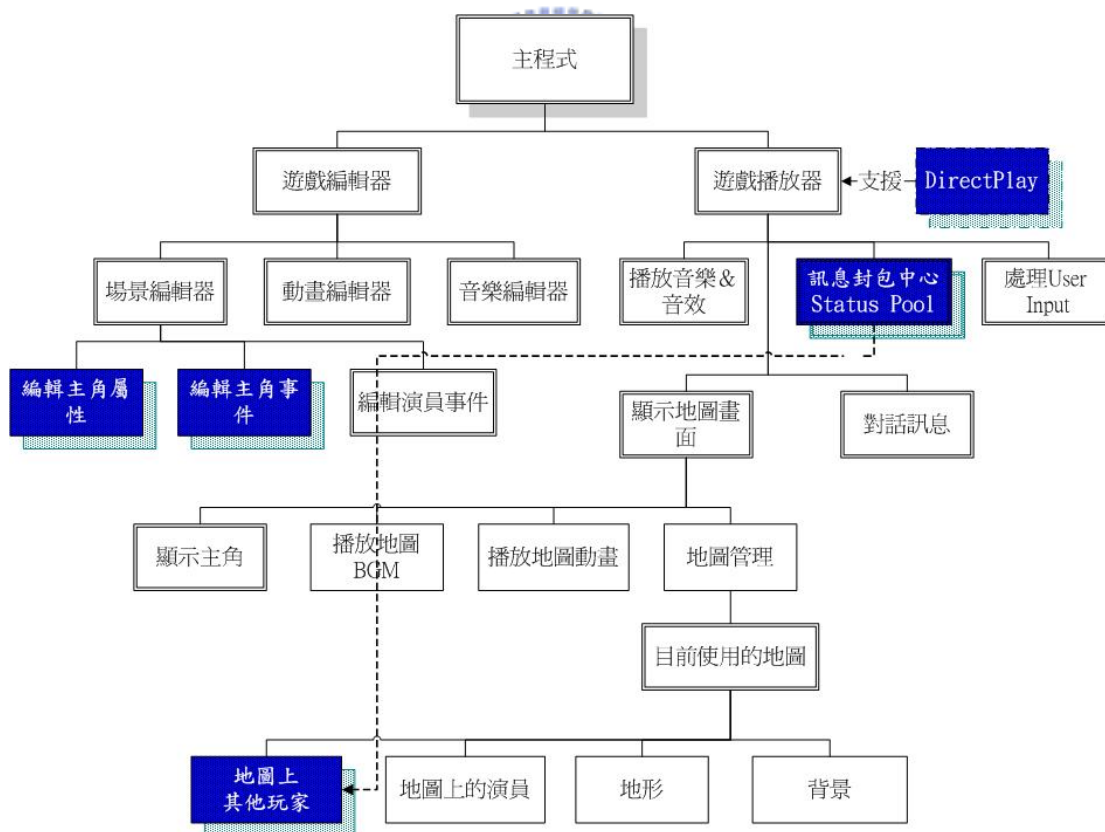 主程式
遊戲編輯器
遊戲播放器
支援
DirectPlay
場景編輯器
動畫編輯器
音樂編輯器
播放音樂&
音效
訊息封包中心
Status Pool
處理User
Input
編輯主角屬
性
編輯主角事
件
編輯演員事件
顯示地圖畫
面
對話訊息
顯示主角
播放地圖
BGM
播放地圖動畫
地圖管理
目前使用的地圖
地圖上
其他玩家
地圖上的演員
地形
背景